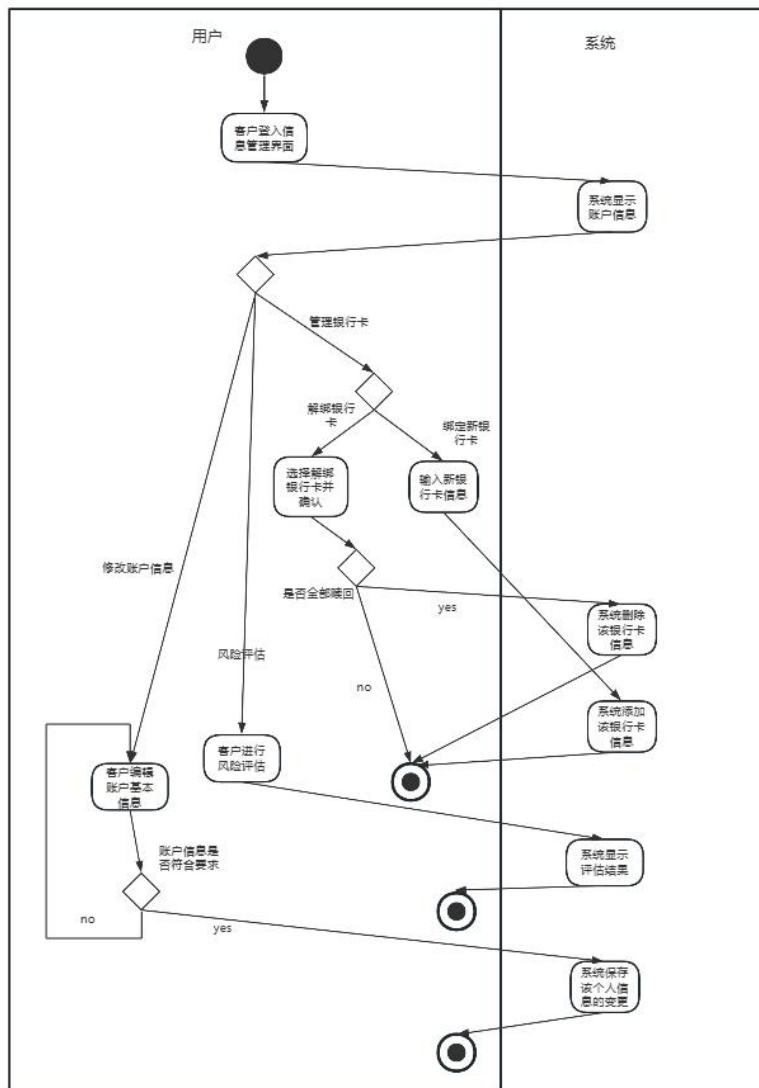 用户
系统
客户登入信
息管理界面
系统显示
账户信息
管理银行卡
解绑银行
卡
绑定新银
行卡
选择解绑
银行卡并
确认
输入新银
行卡信息
修改账户信息
是否全部赎回
yes
系统删除
该银行卡
信息
风险评估
no
系统添加
该银行卡
信息
客户进行
风险评估
客户编辑
账户基本
信息
账户信息是
否符合要求
系统显示
评估结果
no
yes
系统保存
该个人信
息的变更